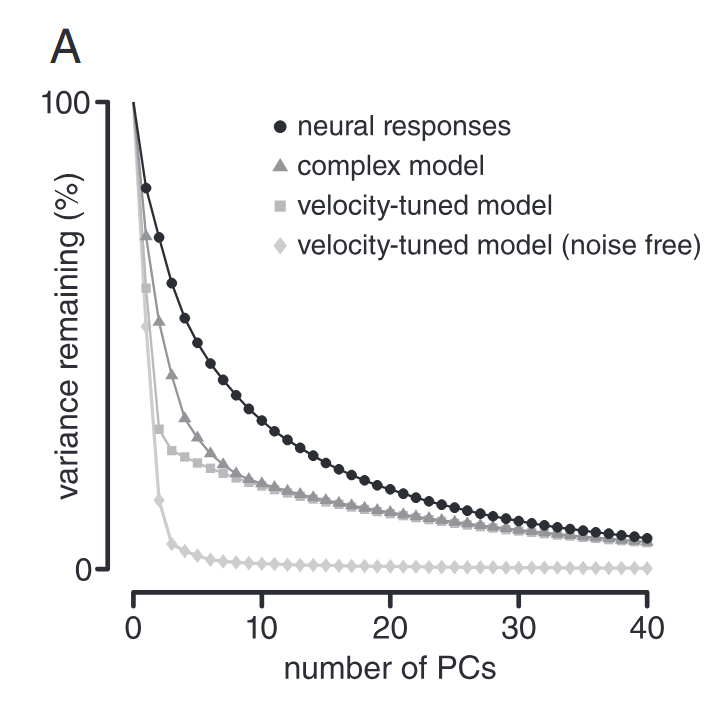 A
100
neural responses
complex model
velocity-tuned model
velocity-tuned model (noise free)
variance remaining (%)
0
0 10 20 30 40
number of PCs